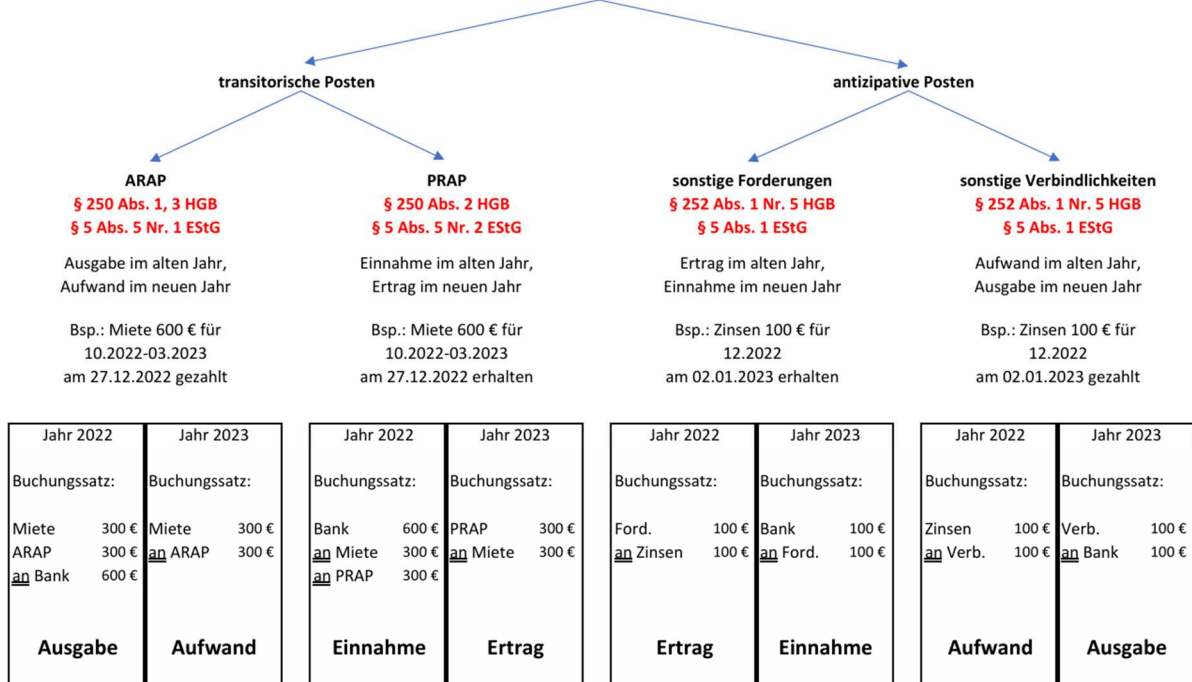 transitorische Posten
antizipative Posten
ARAP
§ 250 Abs. 1, 3 HGB
§ 5 Abs. 5 Nr. 1 EStG
Ausgabe im alten Jahr,
Aufwand im neuen Jahr
Bsp.: Miete 600 € für
10.2022-03.2023
am 27.12.2022 gezahlt
PRAP
§ 250 Abs. 2 HGB
§ 5 Abs. 5 Nr. 2 EStG
Einnahme im alten Jahr,
Ertrag im neuen Jahr
Bsp.: Miete 600 € für
10.2022-03.2023
am 27.12.2022 erhalten
sonstige Forderungen
§ 252 Abs. 1 Nr. 5 HGB
§ 5 Abs. 1 EStG
Ertrag im alten Jahr,
Einnahme im neuen Jahr
Bsp.: Zinsen 100 € für
12.2022
am 02.01.2023 erhalten
sonstige Verbindlichkeiten
§ 252 Abs. 1 Nr. 5 HGB
§ 5 Abs. 1 EStG
Aufwand im alten Jahr,
Ausgabe im neuen Jahr
Bsp.: Zinsen 100 € für
12.2022
am 02.01.2023 gezahlt
Jahr 2022
Buchungssatz:
Miete 300 €
ARAP 300 €
an Bank 600 €
Ausgabe
Jahr 2023
Buchungssatz:
Miete 300 €
an ARAP 300 €
Aufwand
Jahr 2022
Buchungssatz:
Bank 600 €
an Miete 300 €
an PRAP 300 €
Einnahme
Jahr 2023
Buchungssatz:
PRAP 300 €
an Miete 300 €
Ertrag
Jahr 2022
Buchungssatz:
Ford. 100 €
an Zinsen 100 €
Ertrag
Jahr 2023
Buchungssatz:
Bank 100 €
an Ford. 100 €
Einnahme
Jahr 2022
Buchungssatz:
Zinsen 100 €
an Verb. 100 €
Aufwand
Jahr 2023
Buchungssatz:
Verb. 100 €
an Bank 100 €
Ausgabe